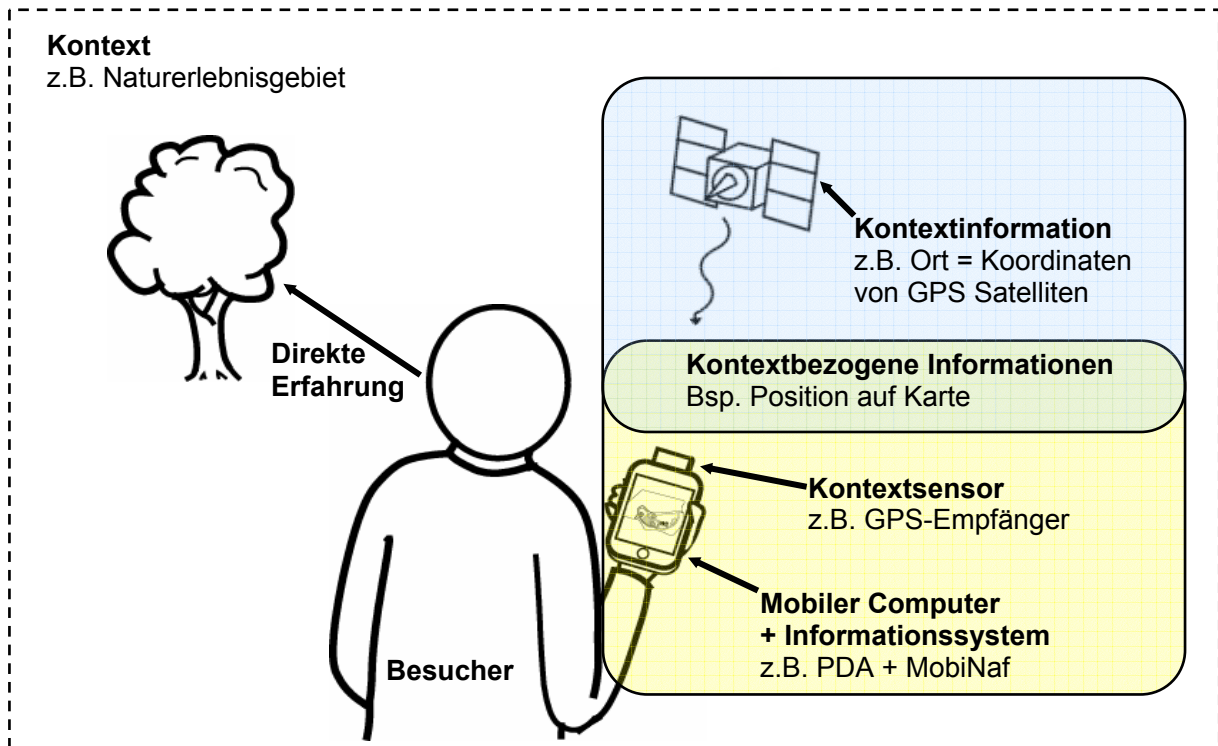 Kontext
z.B. Naturerlebnisgebiet
Kontextinformation
z.B. Ort = Koordinaten
von GPS Satelliten
Direkte
Erfahrung
Kontextbezogene Informationen
Bsp. Position auf Karte
Kontextsensor
z.B. GPS-Empfänger
Mobiler Computer
+ Informationssystem
z.B. PDA + MobiNaf
Besucher